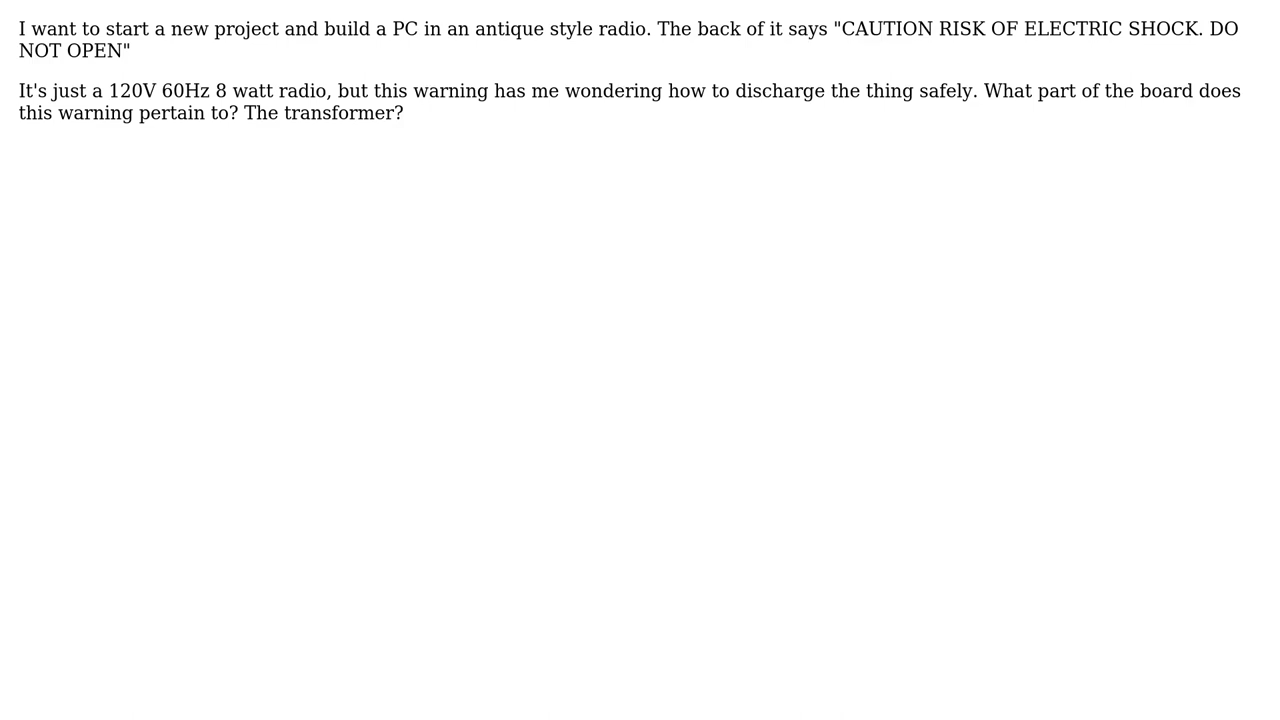 I want to start a new project and build a PC in an antique style radio. The back of it says "CAUTION RISK OF ELECTRIC SHOCK. DO
NOT OPEN"
It's just a 120V 60Hz 8 watt radio, but this warning has me wondering how to discharge the thing safely. What part of the board does
this warning pertain to? The transformer?